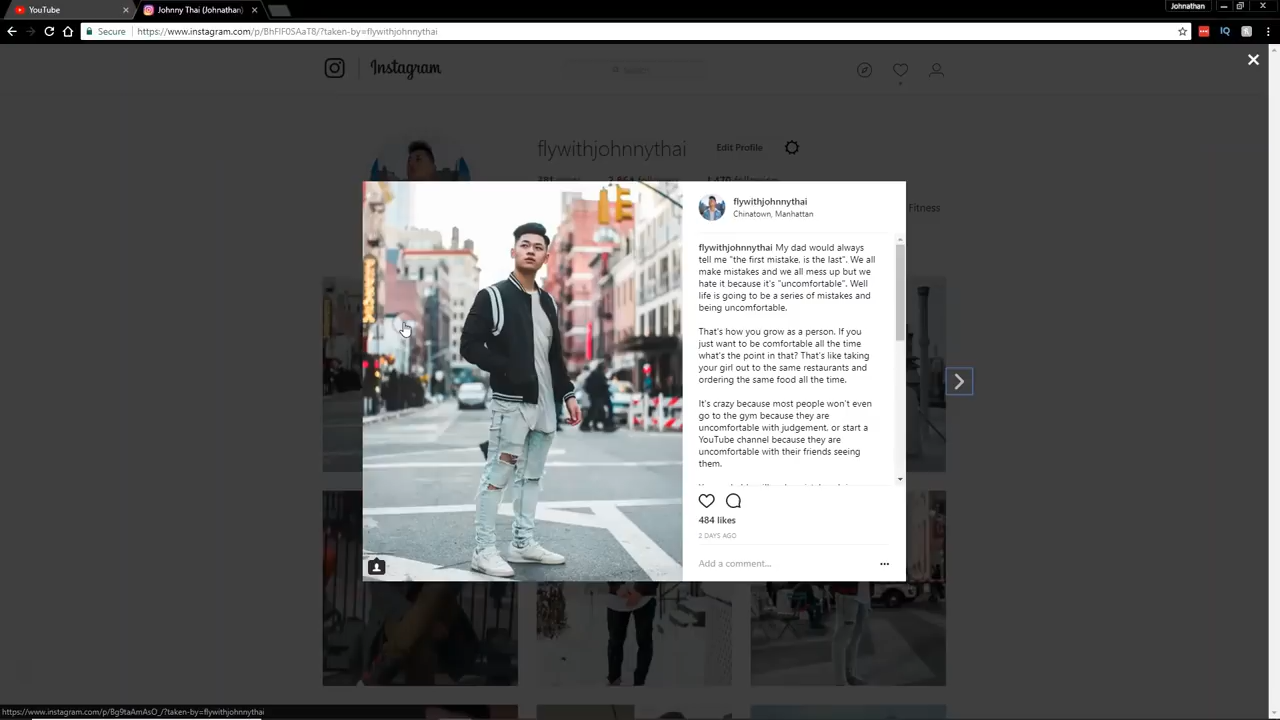 YouTube
Johnny Thai (Johnathan)
Johnathan
Secure
https://www.instagram.com/p/BhFlF0SAaT8/?taken-by=flywithjohnnythai
IQ
Instagram
Search
flywithjohnnythai
Edit Profile
Fitness
flywithjohnnythai
Chinatown, Manhattan
flywithjohnnythai My dad would always
tell me "the first mistake, is the last". We all
make mistakes and we all mess up but we
hate it because it's "uncomfortable". Well
life is going to be a series of mistakes and
being uncomfortable.
That's how you grow as a person. If you
just want to be comfortable all the time
what's the point in that? That's like taking
your girl out to the same restaurants and
ordering the same food all the time.
It's crazy because most people won't even
go to the gym because they are
uncomfortable with judgement, or start a
YouTube channel because they are
uncomfortable with their friends seeing
them.
484 likes
2 DAYS AGO
Add a comment...
https://www.instagram.com/p/Bg9taAmAsO_/?taken-by=flywithjohnnythai